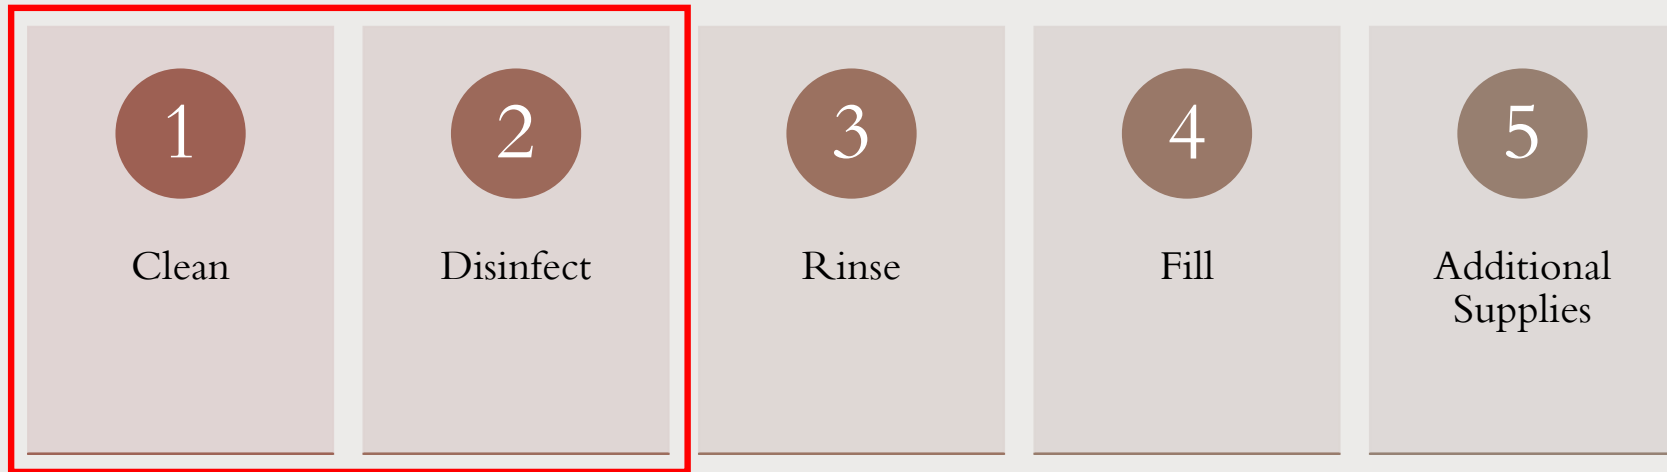 1
Clean
2
Disinfect
3
Rinse
4
Fill
5
Additional
Supplies